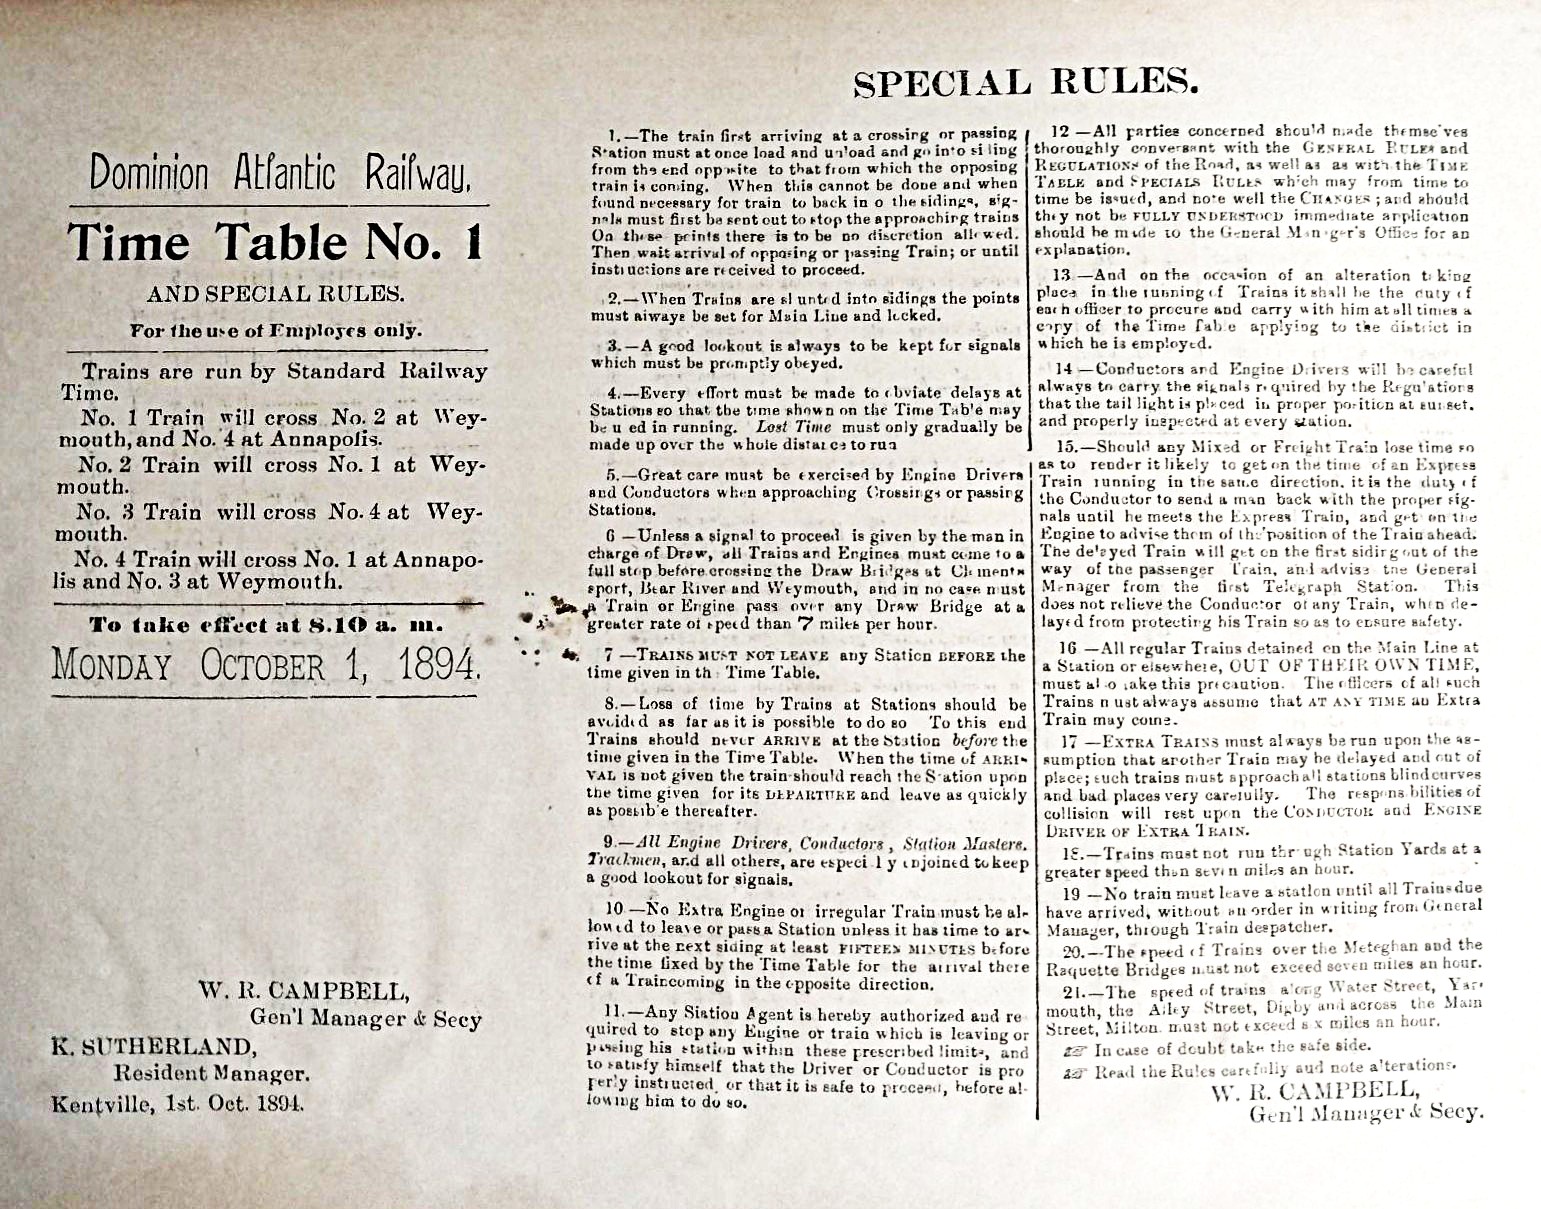 Dominion Atlantic Railway,
Time Table No. 1
AND SPECIAL RULES.
For the use of Employes only.
Trains are run by Standard Railway
Time.
No. 1 Train will cross No. 2 at Wey-
mouth, and No. 4 at Annapolis.
No. 2 Train will cross No. 1 at Wey-
mouth.
No. 3 Train will cross No. 4 at Wey-
mouth.
No. 4 Train will cross No. 1 at Annapo-
lis and No. 3 at Weymouth.
To take effect at 8.10 a. m.
MONDAY OCTOBER 1, 1894.
W. R. CAMPBELL,
Gen'l Manager & Secy
K. SUTHERLAND,
Resident Manager.
Kentville, 1st. Oct. 1894.
SPECIAL RULES.
1.—The train first arriving at a crossing or passing
Station must at once load and unload and go into siding
from the end opposite to that from which the opposing
train is coming. When this cannot be done and when
found necessary for train to back in o the sidings, sig-
nals must first be sent out to stop the approaching trains
On these points there is to be no discretion allowed.
Then wait arrival of opposing or passing Train; or until
instructions are received to proceed.
2.—When Trains are shunted into sidings the points
must always be set for Main Line and locked.
3.—A good lookout is always to be kept for signals
which must be promptly obeyed.
4.—Every effort must be made to obviate delays at
Stations so that the time shown on the Time Table may
be u ed in running. Lost Time must only gradually be
made up over the whole distance to run
5.—Great care must be exercised by Engine Drivers
and Conductors when approaching Crossings or passing
Stations.
6 —Unless a signal to proceed is given by the man in
charge of Draw, all Trains and Engines must come to a
full stop before crossing the Draw Bridges at Clements
sport, Bear River and Weymouth, and in no case must
a Train or Engine pass over any Draw Bridge at a
greater rate of speed than 7 miles per hour.
7 —TRAINS MUST NOT LEAVE any Station BEFORE the
time given in the Time Table.
8.—Loss of time by Trains at Stations should be
avoided as far as it is possible to do so To this end
Trains should never ARRIVE at the Station before the
time given in the Time Table. When the time of ARRI-
VAL is not given the train should reach the Station upon
the time given for its DEPARTURE and leave as quickly
as possible thereafter.
9.—All Engine Drivers, Conductors, Station Masters,
Trackmen, and all others, are especially enjoined to keep
a good lookout for signals.
10 —No Extra Engine or irregular Train must be al-
lowed to leave or pass a Station unless it has time to ar-
rive at the next siding at least FIFTEEN MINUTES before
the time fixed by the Time Table for the arrival there
of a Train coming in the opposite direction.
11.—Any Station Agent is hereby authorized and re
quired to stop any Engine or train which is leaving or
passing his station within these prescribed limits, and
to satisfy himself that the Driver or Conductor is pro
perly instructed, or that it is safe to proceed, before al-
lowing him to do so.
12 —All parties concerned should made themselves
thoroughly conversant with the GENERAL RULES and
REGULATIONS of the Road, as well as as with the TIME
TABLE and SPECIALS RULES which may from time to
time be issued, and note well the CHANGES ; and should
they not be FULLY UNDERSTOOD immediate application
should be made to the General Manager's Office for an
explanation.
13.—And on the occasion of an alteration taking
place in the running of Trains it shall be the duty of
each officer to procure and carry with him at all times a
copy of the Time Table applying to the district in
which he is employed.
14 —Conductors and Engine Drivers will be careful
always to carry the signals required by the Regulations
that the tail light is placed in proper position at sunset.
and properly inspected at every station.
15.—Should any Mixed or Freight Train lose time so
as to render it likely to get on the time of an Express
Train running in the same direction, it is the duty of
the Conductor to send a man back with the proper sig-
nals until he meets the Express Train, and get on the
Engine to advise them of the position of the Train ahead.
The delayed Train will get on the first siding out of the
way of the passenger Train, and advise the General
Manager from the first Telegraph Station. This
does not relieve the Conductor of any Train, when de-
layed from protecting his Train so as to ensure safety.
16 —All regular Trains detained on the Main Line at
a Station or elsewhere, OUT OF THEIR OWN TIME,
must also take this precaution. The officers of all such
Trains must always assume that AT ANY TIME an Extra
Train may come.
17 —EXTRA TRAINS must always be run upon the as-
sumption that another Train may be delayed and out of
place; such trains must approach all stations blind curves
and bad places very carefully. The responsibilities of
collision will rest upon the CONDUCTOR and ENGINE
DRIVER OF EXTRA TRAIN.
18.—Trains must not run through Station Yards at a
greater speed than seven miles an hour.
19 —No train must leave a station until all Trains due
have arrived, without an order in writing from General
Manager, through Train despatcher.
20.—The speed of Trains over the Meteghan and the
Raquette Bridges must not exceed seven miles an hour.
21.—The speed of trains along Water Street, Yar-
mouth, the Alley Street, Digby and across the Main
Street, Milton. must not exceed six miles an hour.
☞ In case of doubt take the safe side.
☞ Read the Rules carefully and note alterations.
W. R. CAMPBELL,
Gen'l Manager & Secy.